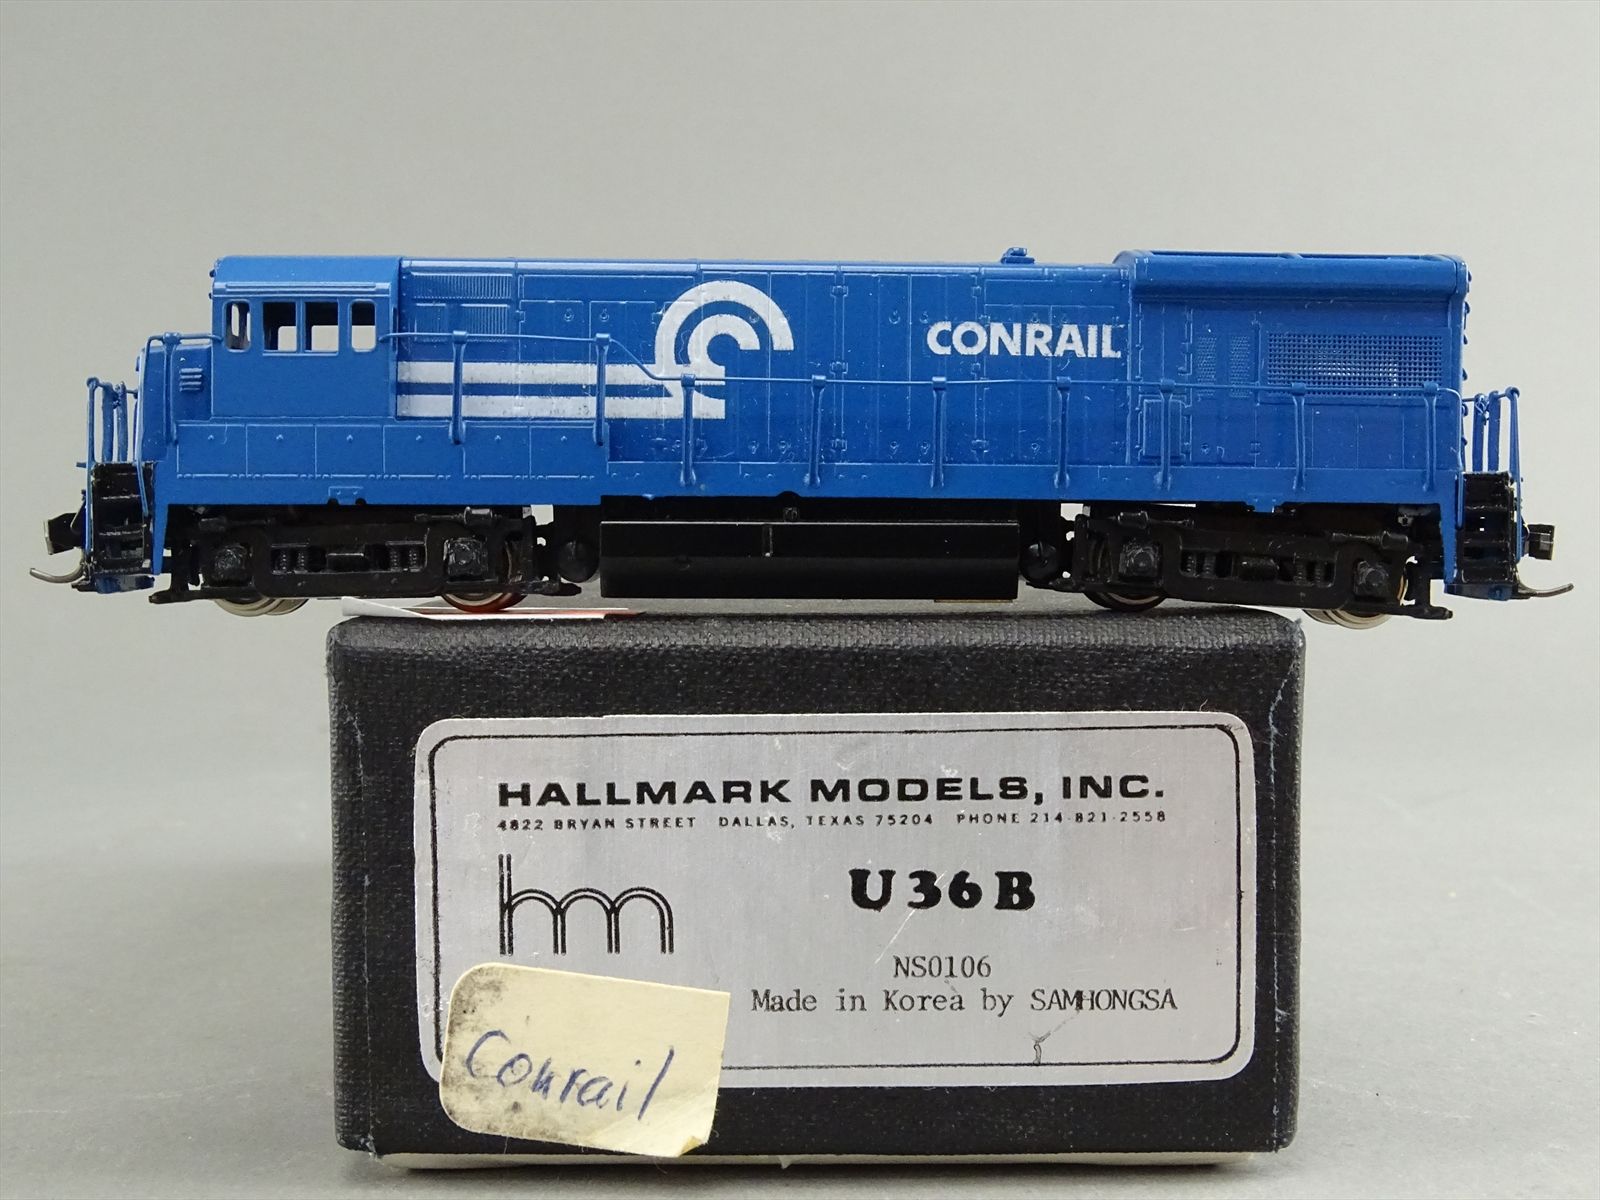 CONRAIL
HALLMARK MODELS, INC.
4822 BRYAN STREET DALLAS, TEXAS 75204 PHONE 214-821-2558
hm
U36B
NS0106
Made in Korea by SAMHONGSA
Conrail